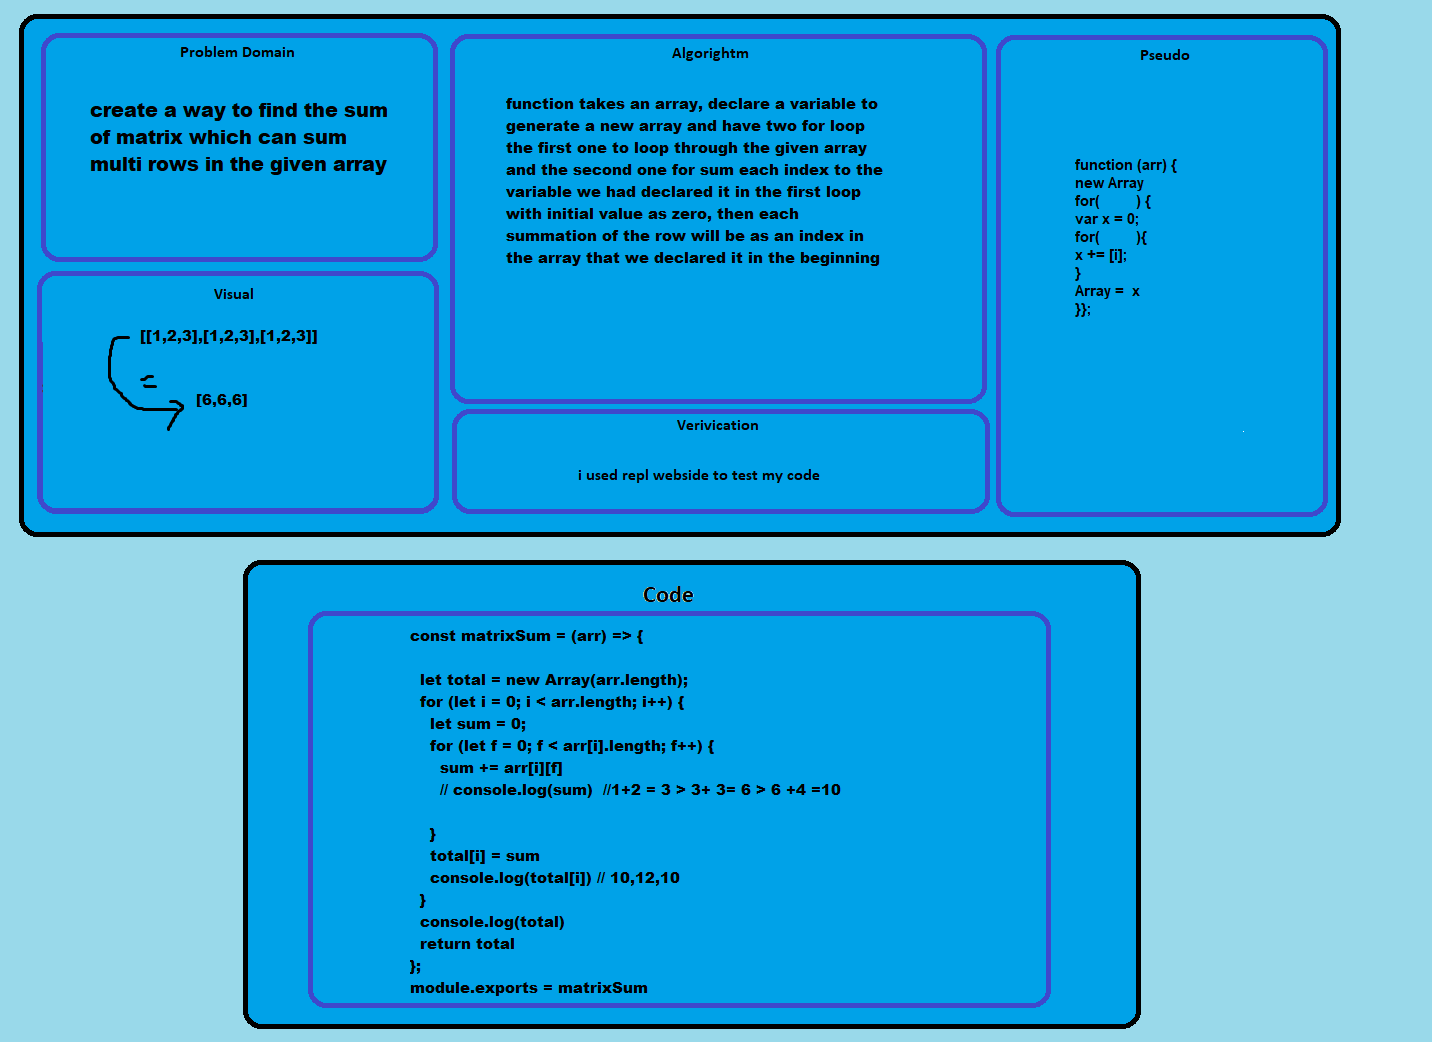 Problem Domain
create a way to find the sum
of matrix which can sum
multi rows in the given array
Visual
[[1,2,3],[1,2,3],[1,2,3]]
=
[6,6,6]
Algorightm
function takes an array, declare a variable to
generate a new array and have two for loop
the first one to loop through the given array
and the second one for sum each index to the
variable we had declared it in the first loop
with initial value as zero, then each
summation of the row will be as an index in
the array that we declared it in the beginning
Verivication
i used repl webside to test my code
Pseudo
function (arr) {
new Array
for( ) {
var x = 0;
for( ){
x += [i];
}
Array = x
}};
Code
const matrixSum = (arr) => {
let total = new Array(arr.length);
for (let i = 0; i < arr.length; i++) {
let sum = 0;
for (let f = 0; f < arr[i].length; f++) {
sum += arr[i][f]
// console.log(sum) //1+2 = 3 > 3+ 3= 6 > 6 +4 =10
}
total[i] = sum
console.log(total[i]) // 10,12,10
}
console.log(total)
return total
};
module.exports = matrixSum